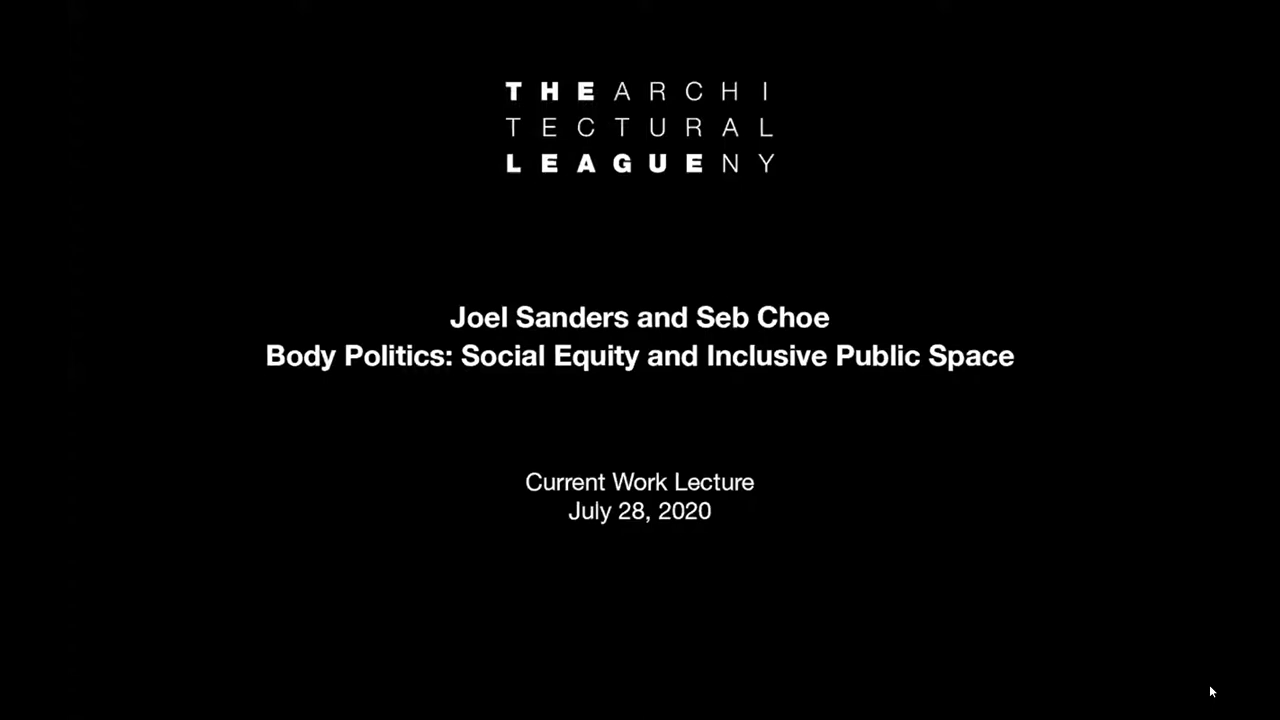 THEARCHI
TECTURAL
LEAGUENY
Joel Sanders and Seb Choe
Body Politics: Social Equity and Inclusive Public Space
Current Work Lecture
July 28, 2020